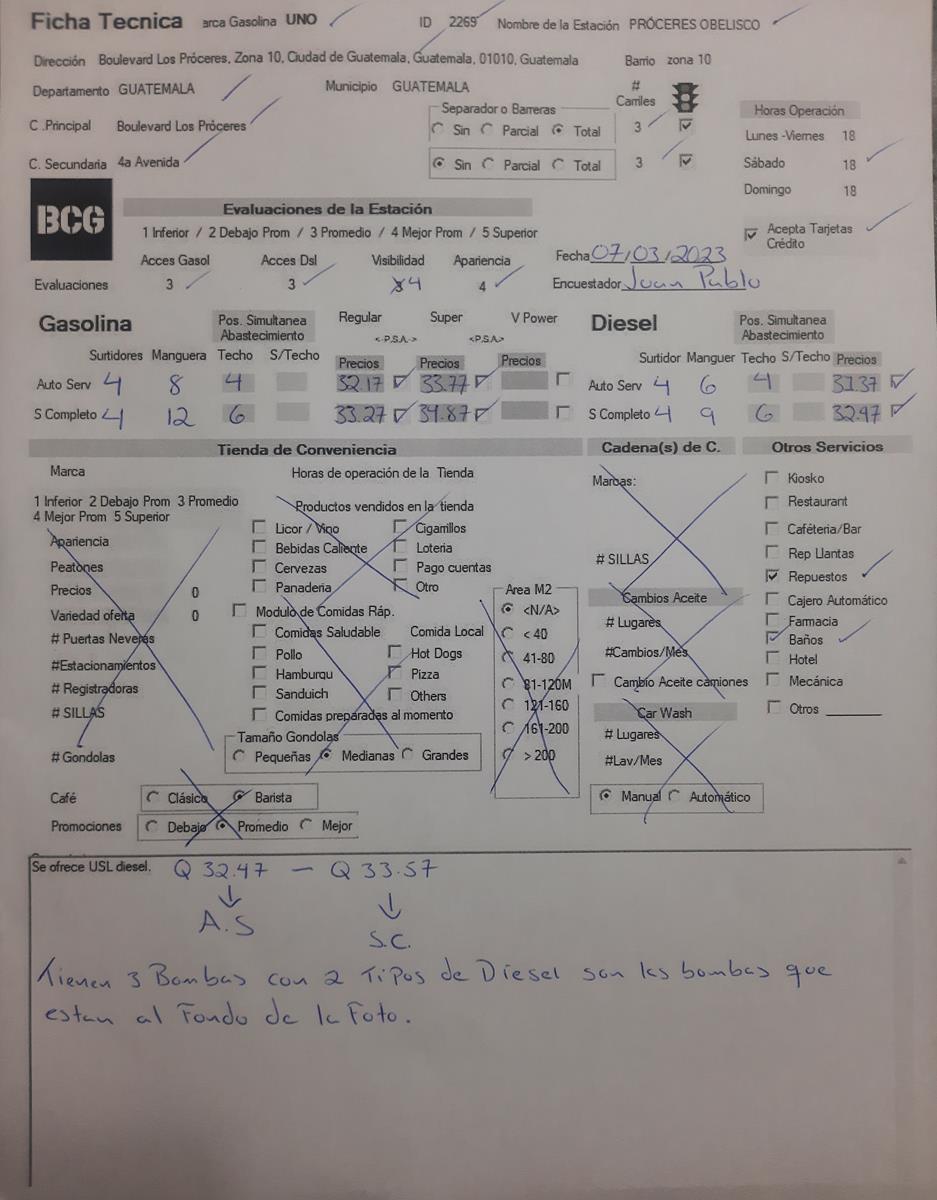 Ficha Tecnica arca Gasolina UNO ID 2269 Nombre de la Estación PRÓCERES OBELISCO
Dirección Boulevard Los Próceres, Zona 10, Ciudad de Guatemala, Guatemala, 01010, Guatemala Barrio zona 10
Departamento GUATEMALA Municipio GUATEMALA # Carriles
Separador o Barreras Horas Operación
C .Principal Boulevard Los Próceres Sin Parcial Total 3 Lunes -Viernes 18
C. Secundaria 4a Avenida Sin Parcial Total 3 Sábado 18
Domingo 18
BCG
Evaluaciones de la Estación
1 Inferior / 2 Debajo Prom / 3 Promedio / 4 Mejor Prom / 5 Superior Acepta Tarjetas Crédito
Acces Gasol Acces Dsl Visibilidad Apariencia Fecha 07/03/2023
Evaluaciones 3 3 4 4 Encuestador Juan Pablo
Gasolina Pos. Simultanea Abastecimiento Regular Super V Power Diesel Pos. Simultanea Abastecimiento
<-P.S.A.-> <-P.S.A.->
Surtidores Manguera Techo S/Techo Precios Precios Precios Surtidor Manguer Techo S/Techo Precios
Auto Serv 4 8 4 32.17 33.77 Auto Serv 4 6 4 31.37
S Completo 4 12 6 33.27 34.87 S Completo 4 9 6 32.47
Tienda de Conveniencia Cadena(s) de C. Otros Servicios
Marca Horas de operación de la Tienda Marcas: Kiosko
1 Inferior 2 Debajo Prom 3 Promedio Productos vendidos en la tienda Restaurant
4 Mejor Prom 5 Superior Licor / Vino Cigarrillos Caféteria/Bar
Apariencia Bebidas Caliente Loteria Rep Llantas
Peatones Cervezas Pago cuentas # SILLAS Repuestos
Precios 0 Panaderia Otro Area M2 Cambios Aceite Cajero Automático
Variedad oferta 0 Modulo de Comidas Ráp. <N/A> # Lugares Farmacia
# Puertas Neveras Comidas Saludable Comida Local < 40 Baños
#Estacionamientos Pollo Hot Dogs 41-80 #Cambios/Mes Hotel
# Registradoras Hamburqu Pizza 81-120M Cambio Aceite camiones Mecánica
# SILLAS Sanduich Others 121-160 Car Wash Otros
Comidas preparadas al momento 161-200 # Lugares
Tamaño Gondolas
# Gondolas Pequeñas Medianas Grandes > 200 #Lav/Mes
Café Clásico Barista Manual Automático
Promociones Debajo Promedio Mejor
Se ofrece USL diesel. Q 32.47 — Q 33.57
A.S S.C.
Tienen 3 Bombas con 2 Tipos de Diesel son las bombas que
estan al Fondo de la Foto.